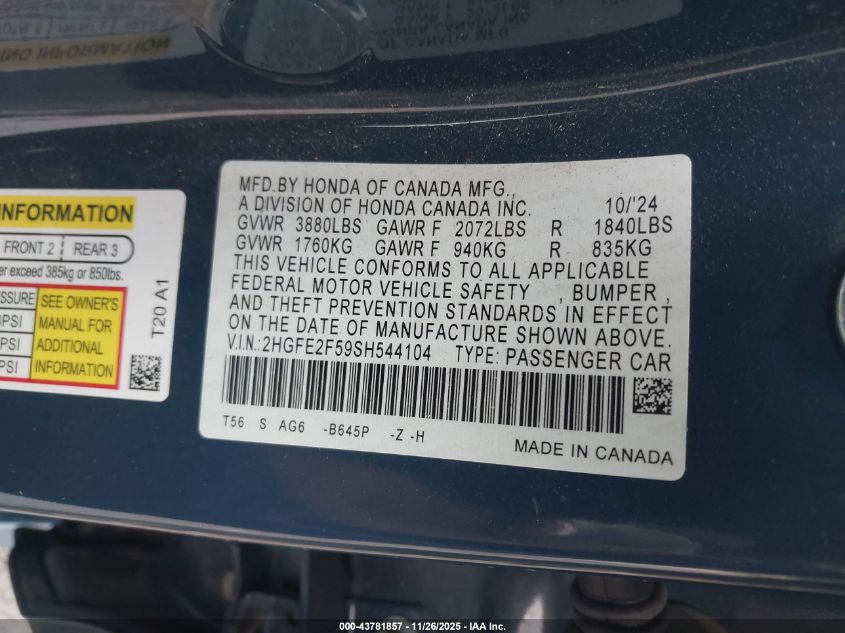 INFORMATION
FRONT 2 REAR 3
exceed 385kg or 850lbs.
SEE OWNER'S
MANUAL FOR
ADDITIONAL
INFORMATION
PSI
PSI
PSI
T20 A1
MFD.BY HONDA OF CANADA MFG.,
A DIVISION OF HONDA CANADA INC. 10/'24
GVWR 3880LBS GAWR F 2072LBS R 1840LBS
GVWR 1760KG GAWR F 940KG R 835KG
THIS VEHICLE CONFORMS TO ALL APPLICABLE
FEDERAL MOTOR VEHICLE SAFETY , BUMPER ,
AND THEFT PREVENTION STANDARDS IN EFFECT
ON THE DATE OF MANUFACTURE SHOWN ABOVE.
V.I.N.:2HGFE2F59SH544104 TYPE: PASSENGER CAR
T56 S AG6 -B645P -Z -H
MADE IN CANADA
000-43781857 - 11/26/2025 - IAA Inc.